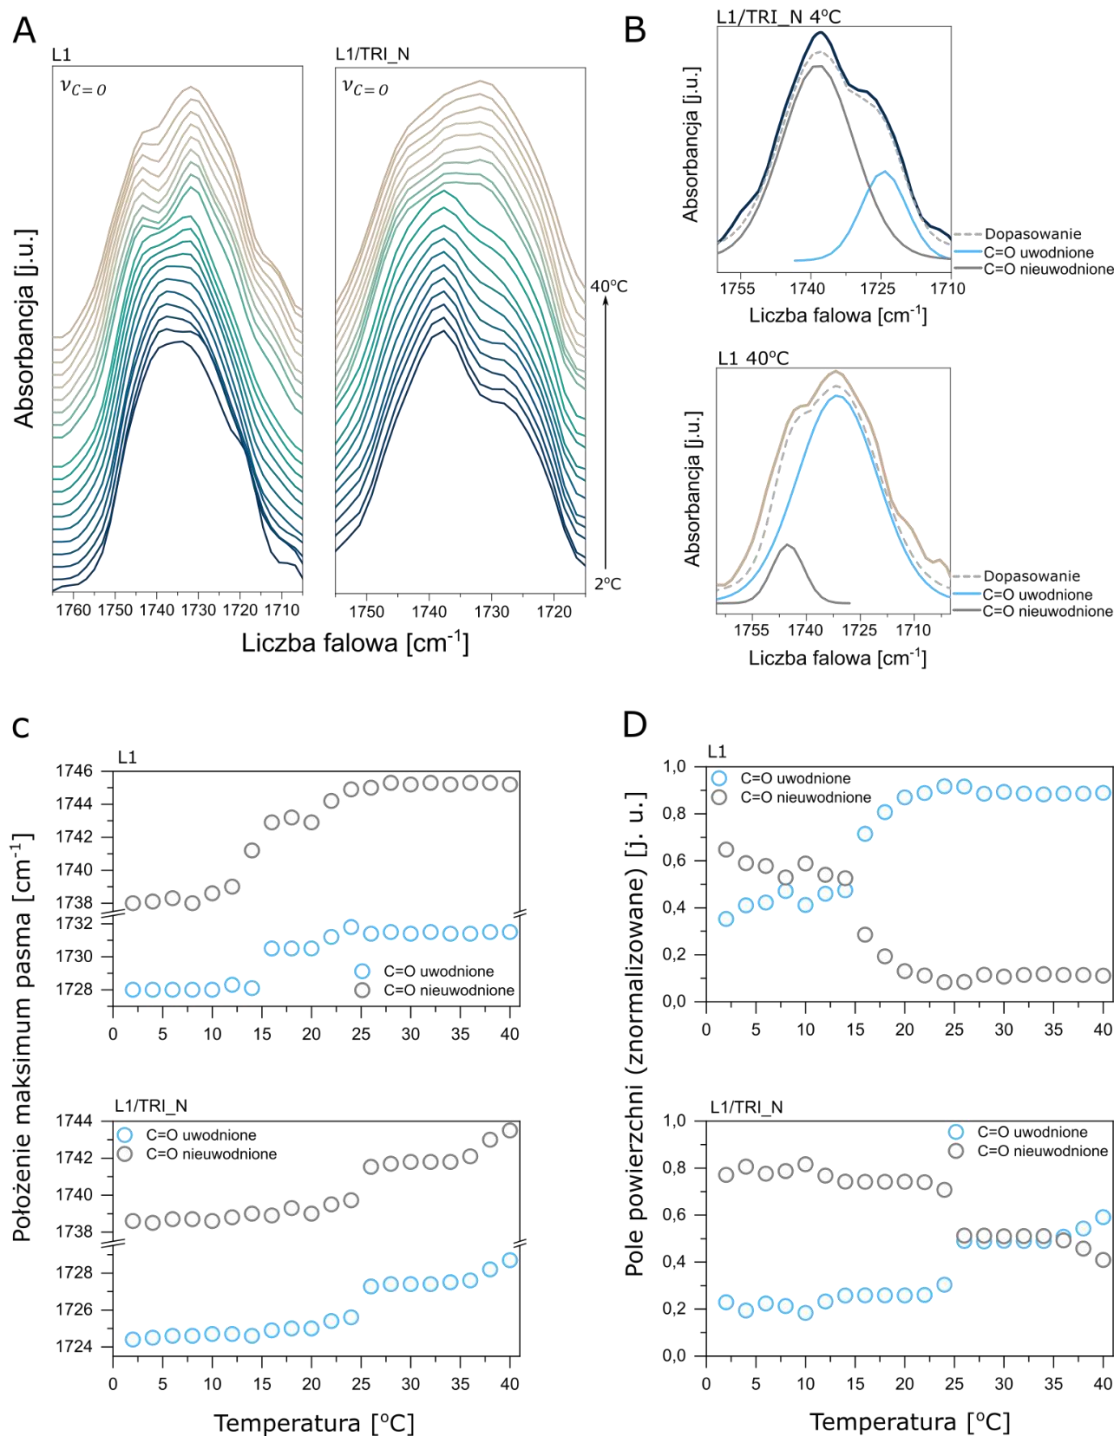 A
L1
L1/TRI_N
νC=O
νC=O
Absorbancja [j.u.]
40°C
2°C
1760 1750 1740 1730 1720 1710
1750 1740 1730 1720
Liczba falowa [cm⁻¹]
B
L1/TRI_N 4°C
Absorbancja [j.u.]
Dopasowanie
C=O uwodnione
C=O nieuwodnione
1755 1740 1725 1710
Liczba falowa [cm⁻¹]
L1 40°C
Absorbancja [j.u.]
Dopasowanie
C=O uwodnione
C=O nieuwodnione
1755 1740 1725 1710
Liczba falowa [cm⁻¹]
C
Położenie maksimum pasma [cm⁻¹]
L1
1746
1744
1742
1740
1738
1732
1730
1728
C=O uwodnione
C=O nieuwodnione
0 5 10 15 20 25 30 35 40
L1/TRI_N
C=O uwodnione
C=O nieuwodnione
1744
1742
1740
1738
1728
1726
1724
0 5 10 15 20 25 30 35 40
Temperatura [°C]
D
Pole powierzchni (znormalizowane) [j. u.]
L1
C=O uwodnione
C=O nieuwodnione
1,0
0,8
0,6
0,4
0,2
0,0
0 5 10 15 20 25 30 35 40
L1/TRI_N
C=O uwodnione
C=O nieuwodnione
1,0
0,8
0,6
0,4
0,2
0,0
0 5 10 15 20 25 30 35 40
Temperatura [°C]